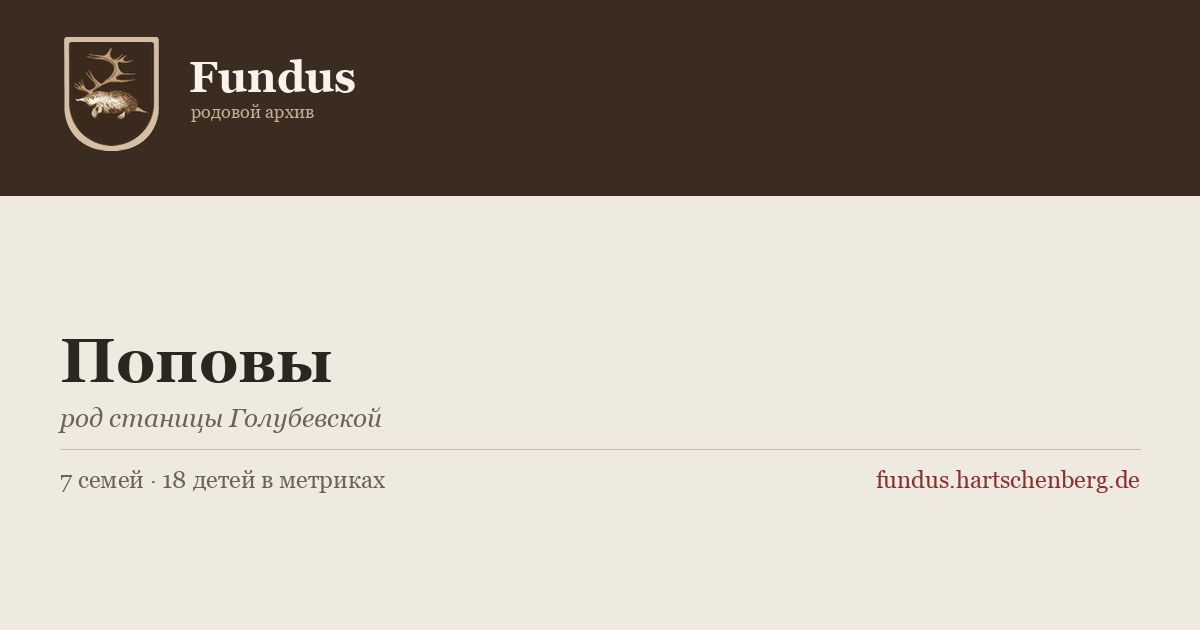 Fundus
родовой архив
Поповы
род станицы Голубевской
7 семей · 18 детей в метриках
fundus.hartschenberg.de